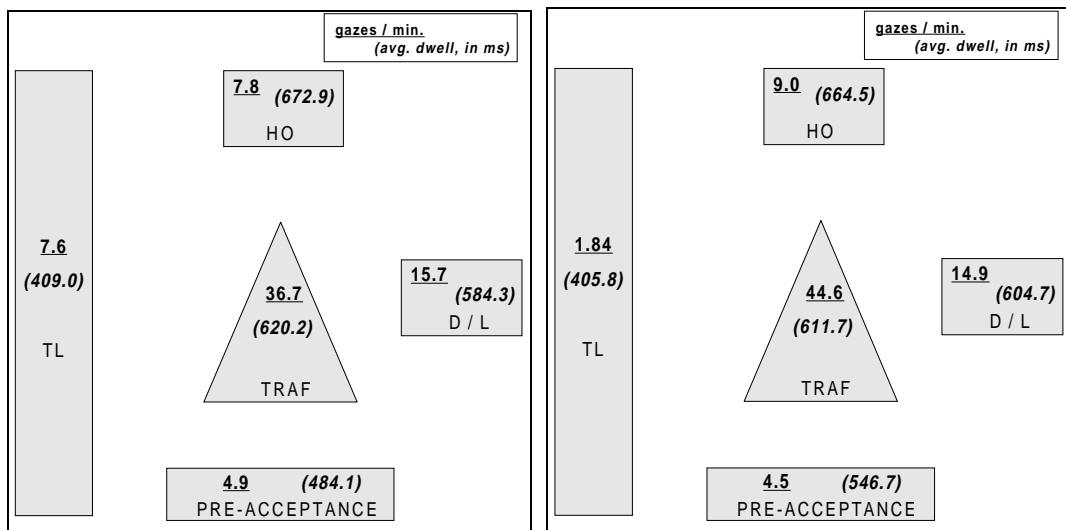 gazes / min.
(avg. dwell, in ms)
7.8 (672.9)
HO
7.6
(409.0)
TL
36.7
(620.2)
TRAF
15.7
(584.3)
D / L
4.9 (484.1)
PRE-ACCEPTANCE
gazes / min.
(avg. dwell, in ms)
9.0 (664.5)
HO
1.84
(405.8)
TL
44.6
(611.7)
TRAF
14.9
(604.7)
D / L
4.5 (546.7)
PRE-ACCEPTANCE